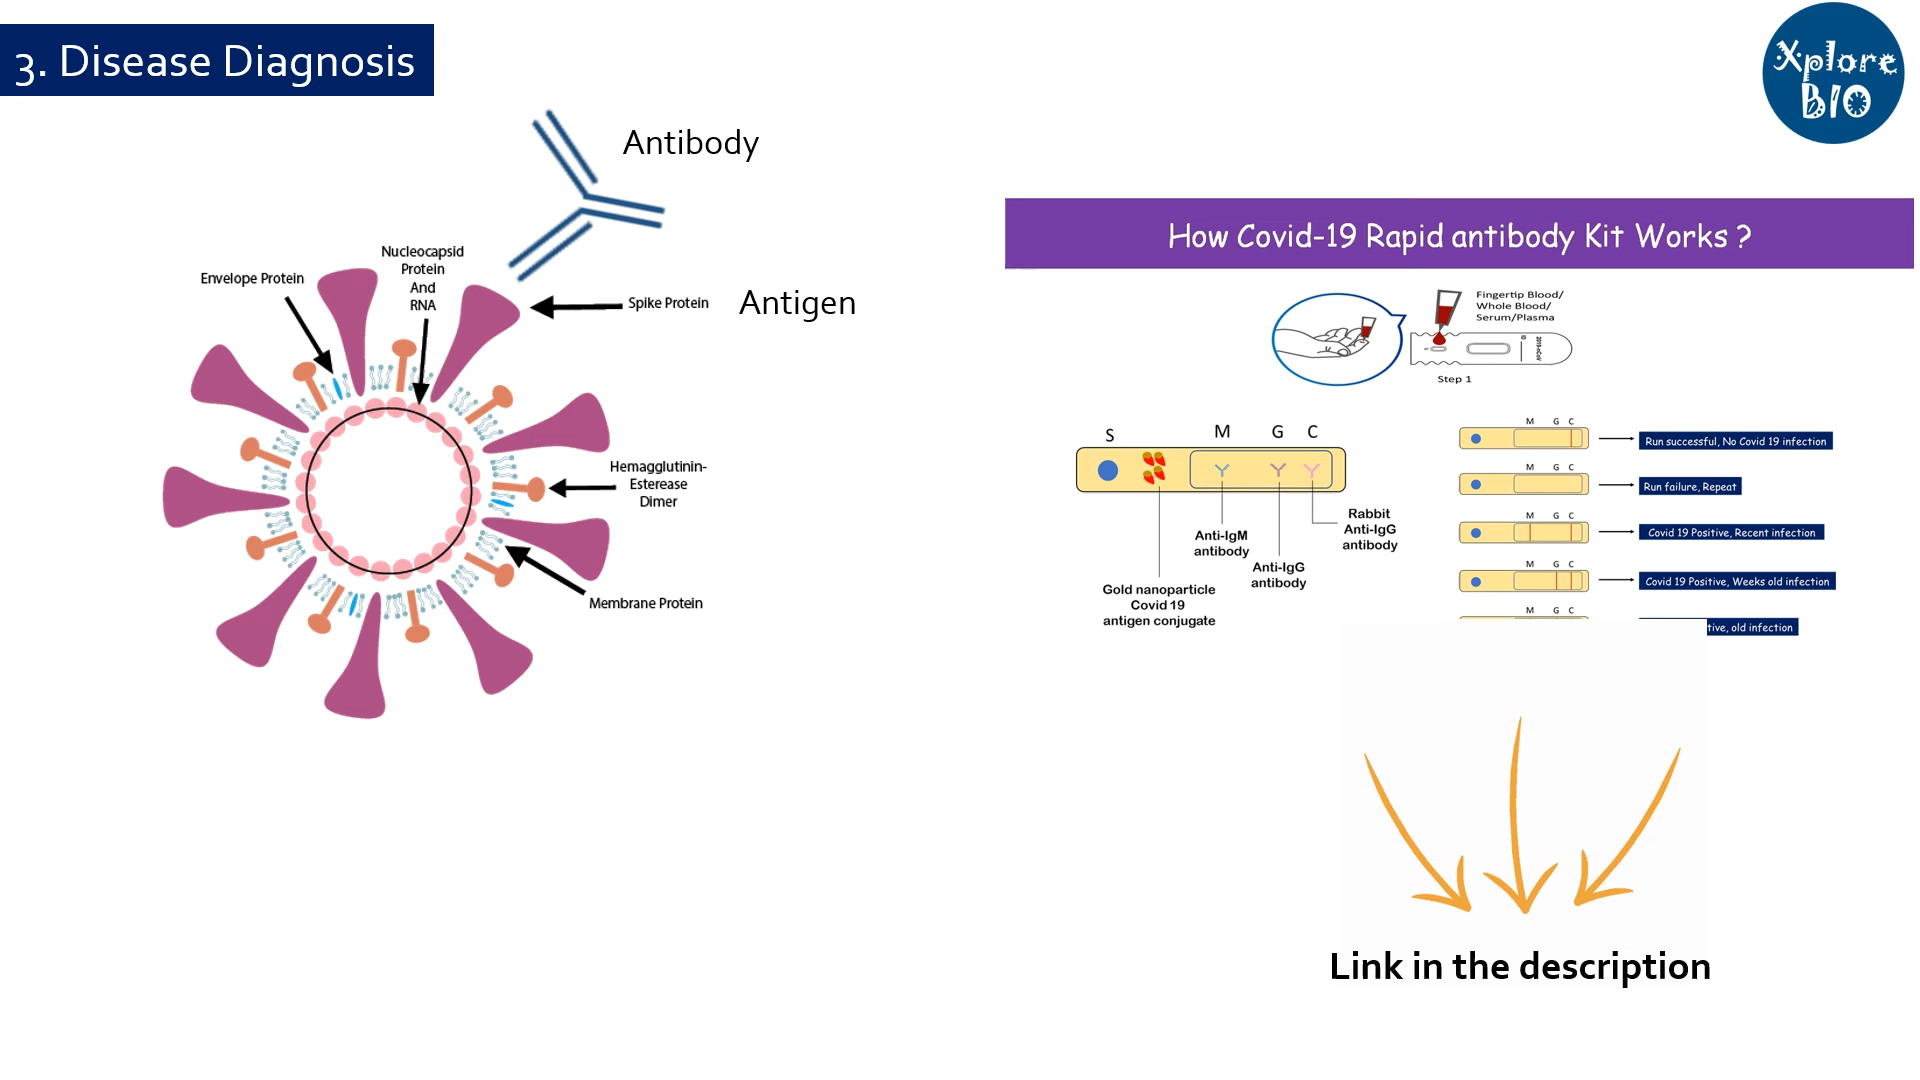 3. Disease Diagnosis
Xplore
BIO
Antibody
Nucleocapsid
Protein
And
RNA
Envelope Protein
Spike Protein
Antigen
Hemagglutinin-
Esterease
Dimer
Membrane Protein
How Covid-19 Rapid antibody Kit Works ?
Fingertip Blood/
Whole Blood/
Serum/Plasma
2019-nCoV
Step 1
S
M G C
Anti-IgM
antibody
Anti-IgG
antibody
Rabbit
Anti-IgG
antibody
Gold nanoparticle
Covid 19
antigen conjugate
M G C
Run successful, No Covid 19 infection
M G C
Run failure, Repeat
M G C
Covid 19 Positive, Recent infection
M G C
Covid 19 Positive, Weeks old infection
M G C
tive, old infection
Link in the description